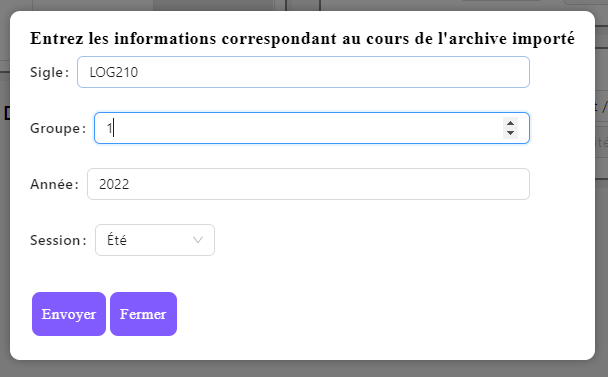 Entrez les informations correspondant au cours de l'archive importé
Sigle : LOG210
Groupe : 1
Année : 2022
Session : Été
Envoyer Fermer